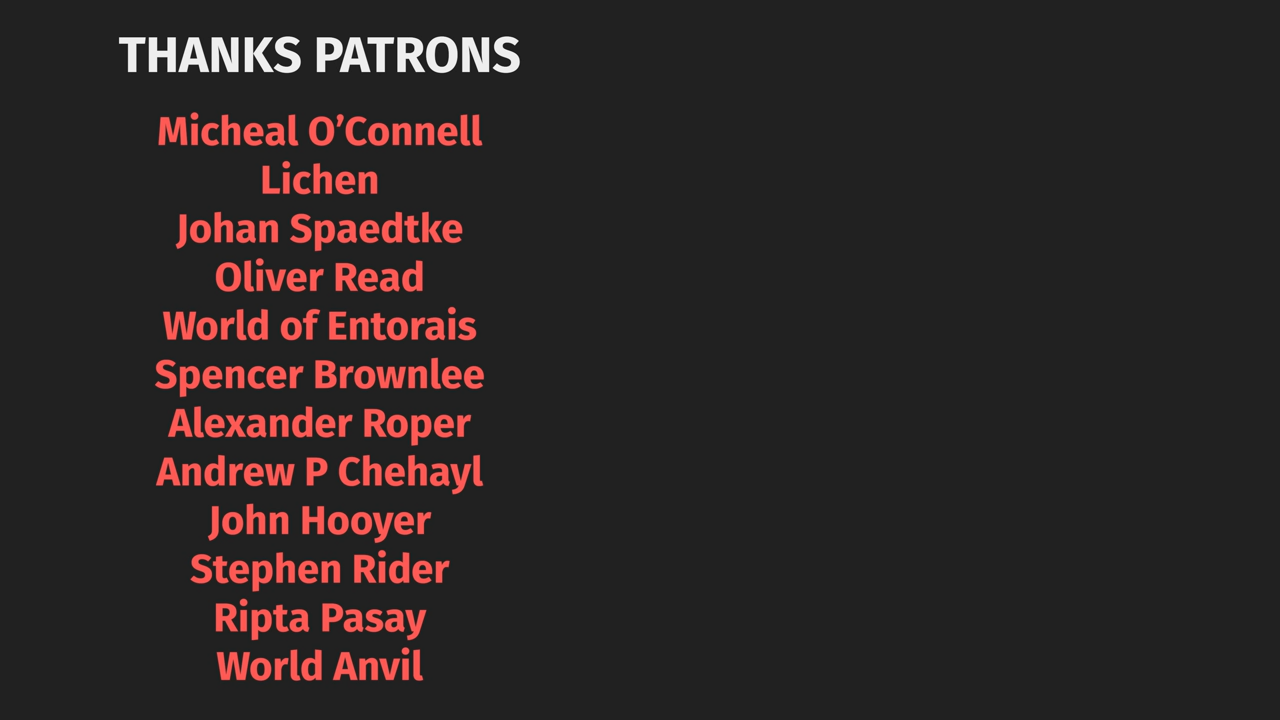 THANKS PATRONS
Micheal O’Connell
Lichen
Johan Spaedtke
Oliver Read
World of Entorais
Spencer Brownlee
Alexander Roper
Andrew P Chehayl
John Hooyer
Stephen Rider
Ripta Pasay
World Anvil